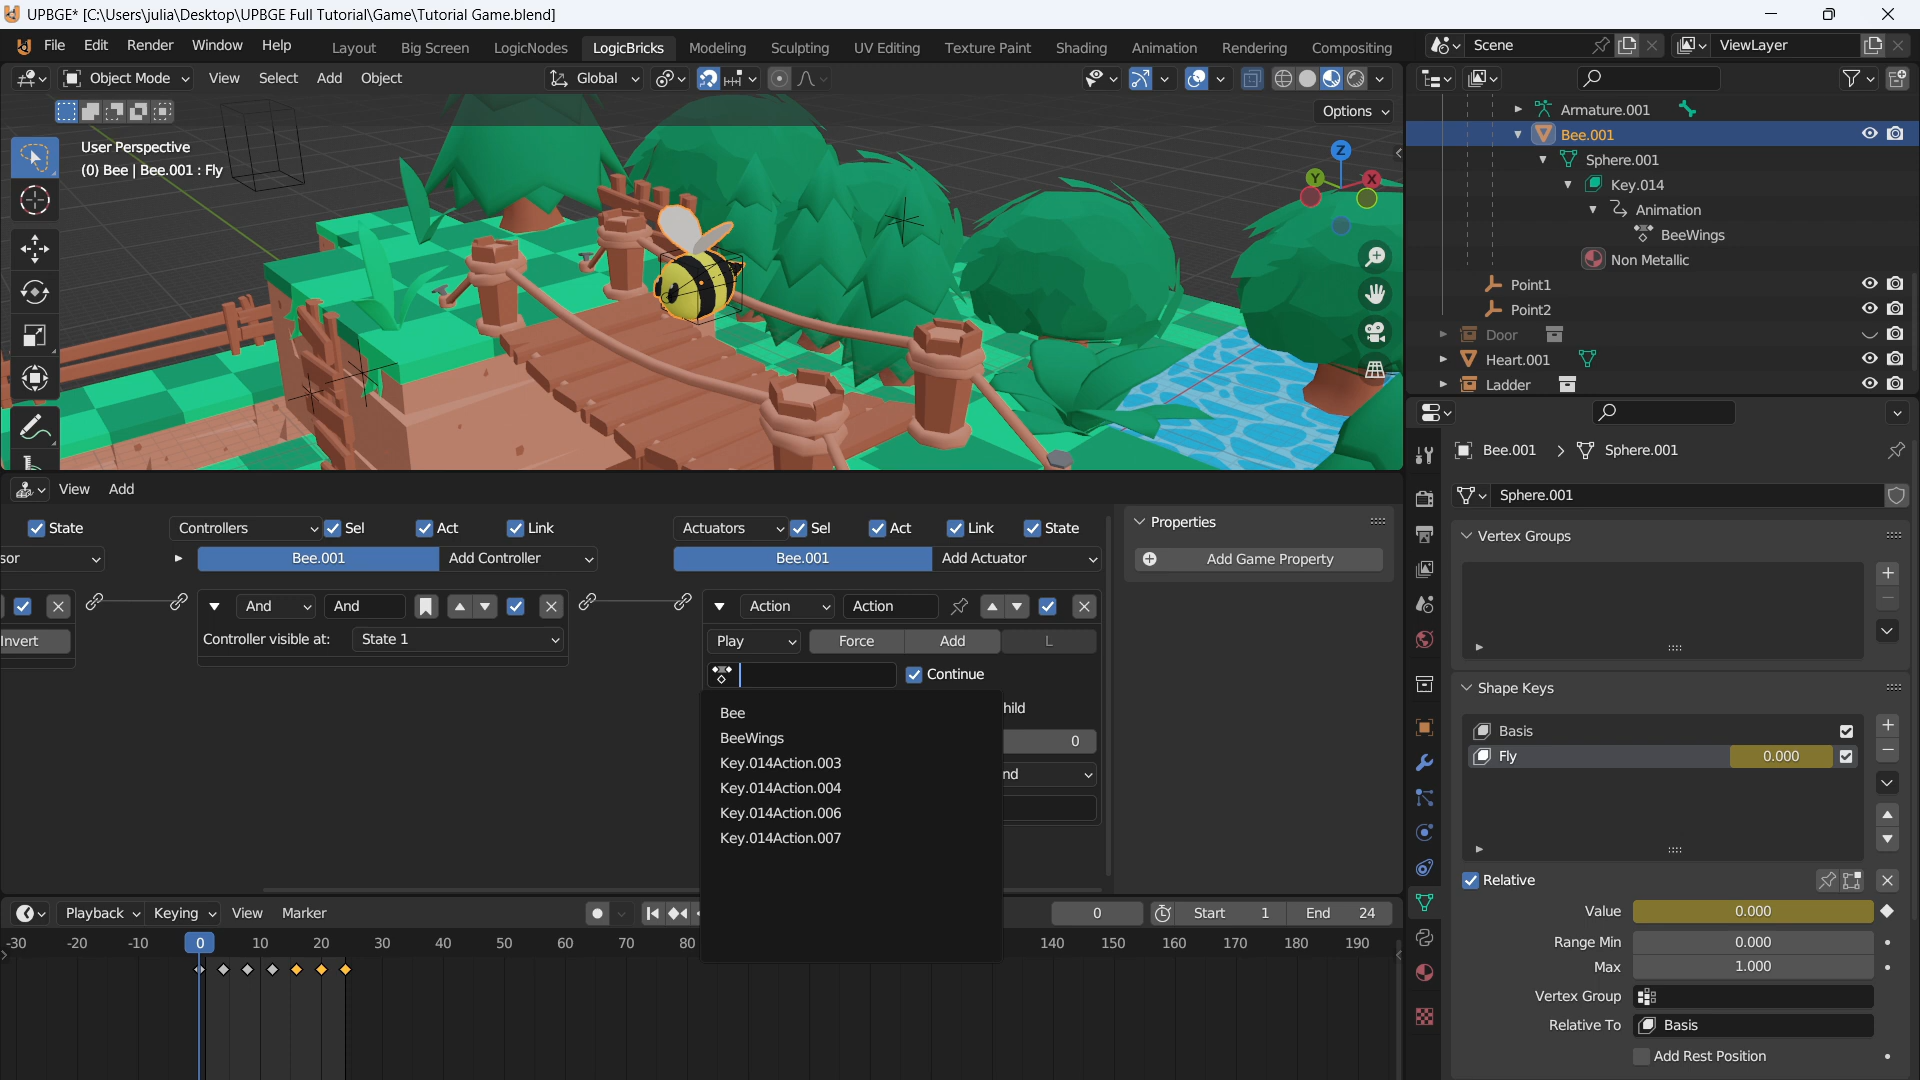 UPBGE* [C:\Users\julia\Desktop\UPBGE Full Tutorial\Game\Tutorial Game.blend]
File Edit Render Window Help Layout Big Screen LogicNodes LogicBricks Modeling Sculpting UV Editing Texture Paint Shading Animation Rendering Compositing Scene ViewLayer
Object Mode View Select Add Object Global
Options
User Perspective
(0) Bee | Bee.001 : Fly
Z
Y
X
Armature.001
Bee.001
Sphere.001
Key.014
Animation
BeeWings
Non Metallic
Point1
Point2
Door
Heart.001
Ladder
View Add
State Controllers Sel Act Link Actuators Sel Act Link State
sor Bee.001 Add Controller Bee.001 Add Actuator
And And Action Action
Invert Controller visible at: State 1 Play Force Add L
Continue
hild
0
nd
Bee
BeeWings
Key.014Action.003
Key.014Action.004
Key.014Action.006
Key.014Action.007
Properties
Add Game Property
Bee.001 Sphere.001
Sphere.001
Vertex Groups
Shape Keys
Basis
Fly 0.000
Relative
Value 0.000
Range Min 0.000
Max 1.000
Vertex Group
Relative To Basis
Add Rest Position
Playback Keying View Marker 0 Start 1 End 24
-30 -20 -10 0 10 20 30 40 50 60 70 80 140 150 160 170 180 190